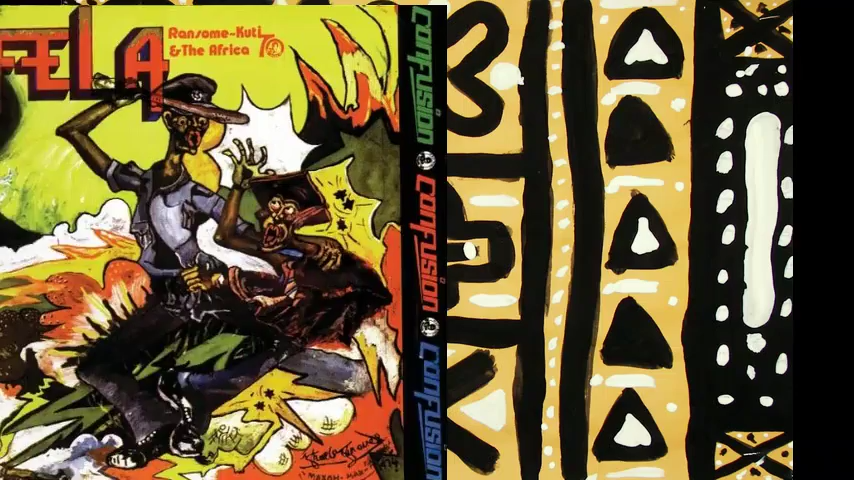 FELA
Ransome-Kuti
& The Africa 70
Confusion
Confusion
Confusion